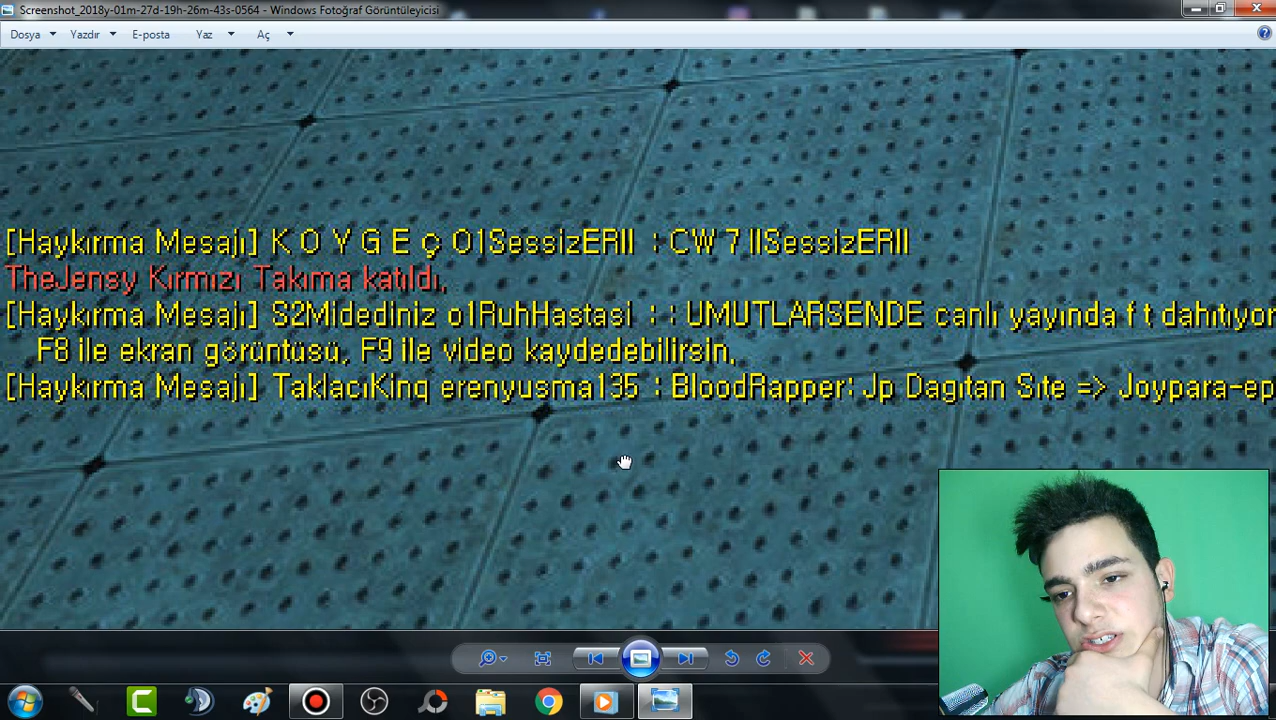 Screenshot_2018y-01m-27d-19h-26m-43s-0564 - Windows Fotoğraf Görüntüleyicisi
Dosya Yazdır E-posta Yaz Aç
[Haykırma Mesajı] K O Y G E ç O1SessizERII : CW 7 IISessizERII
TheJensy Kırmızı Takıma katıldı.
[Haykırma Mesajı] S2Midediniz o1RuhHastasi : : UMUTLARSENDE canlı yayında f t dahıtıyor
F8 ile ekran görüntüsü, F9 ile video kaydedebilirsin.
[Haykırma Mesajı] TaklacıKinq erenyusma135 : BloodRapper: Jp Dagıtan Sıte => Joypara-ep